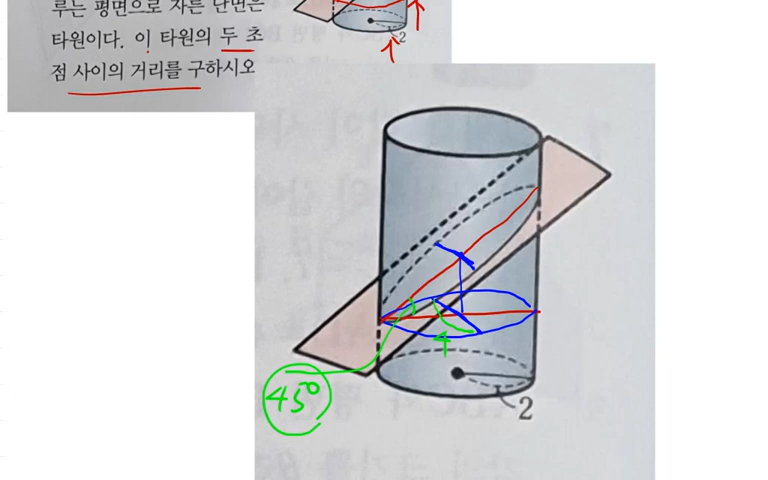 루는 평면으로 자른 단면은
타원이다. 이 타원의 두 초
점 사이의 거리를 구하시오
2
4
45°
2